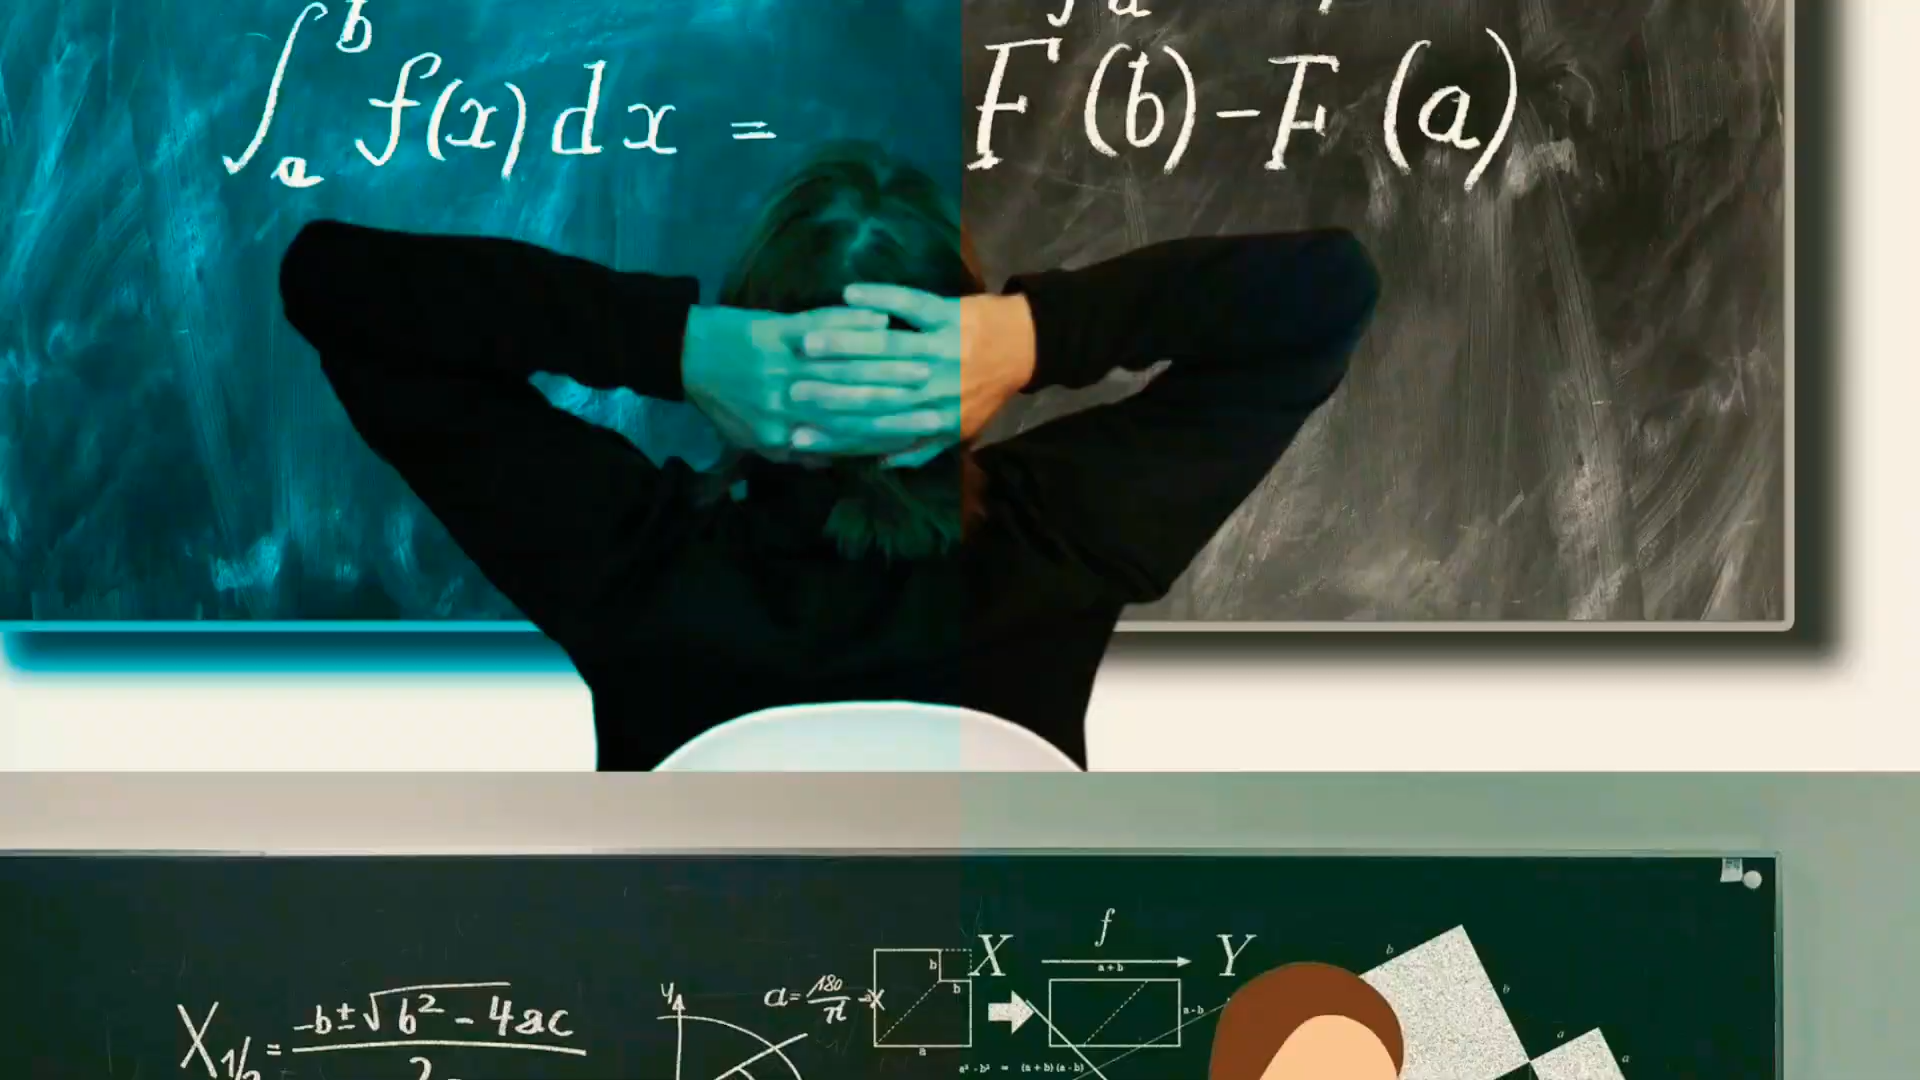 ∫ₐᵇ f(x) dx = F(b) - F(a)
f
X Y
a + b
b
b
a - b
b
b
a
a
a = 180/π
y
X₁/₂ = -b ± √b² - 4ac
a
a² - b² = (a + b) (a - b)